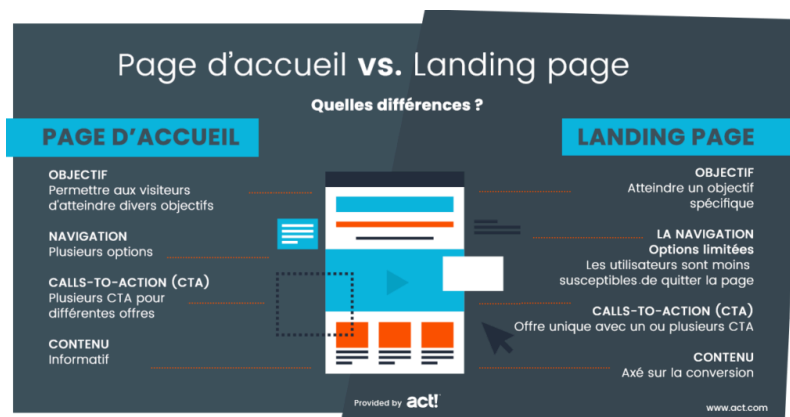 Page d'accueil vs. Landing page
Quelles différences ?
PAGE D'ACCUEIL
OBJECTIF
Permettre aux visiteurs
d'atteindre divers objectifs
NAVIGATION
Plusieurs options
CALLS-TO-ACTION (CTA)
Plusieurs CTA pour
différentes offres
CONTENU
Informatif
LANDING PAGE
OBJECTIF
Atteindre un objectif
spécifique
LA NAVIGATION
Options limitées
Les utilisateurs sont moins
susceptibles de quitter la page
CALLS-TO-ACTION (CTA)
Offre unique avec un ou plusieurs CTA
CONTENU
Axé sur la conversion
Provided by act!
www.act.com